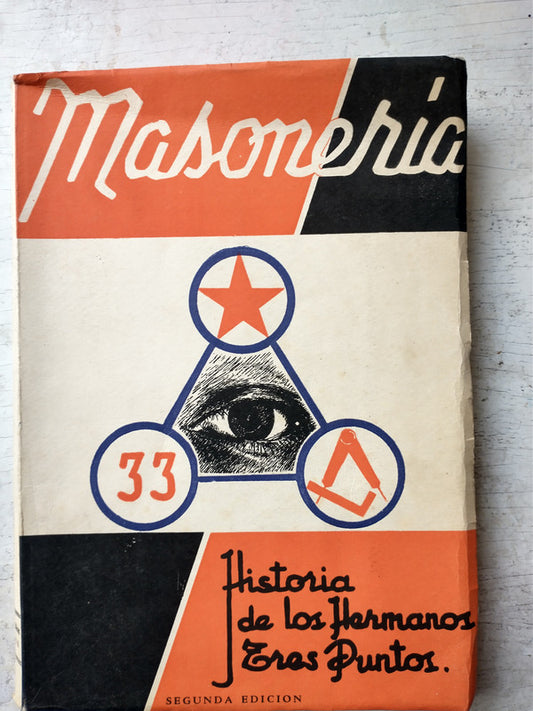 Masonería
33
Historia
de los Hermanos
Tres Puntos.
SEGUNDA EDICION